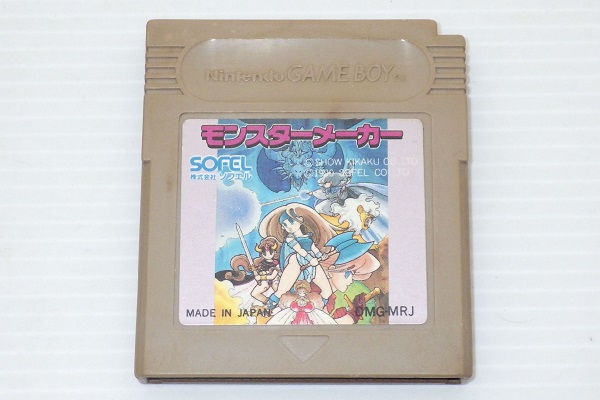 Nintendo GAME BOY™
モンスターメーカー
SOFEL
株式会社 ソフエル
©SHOW KIKAKU CO.,LTD
©1990 SOFEL CO.,LTD
MADE IN JAPAN
DMG-MRJ